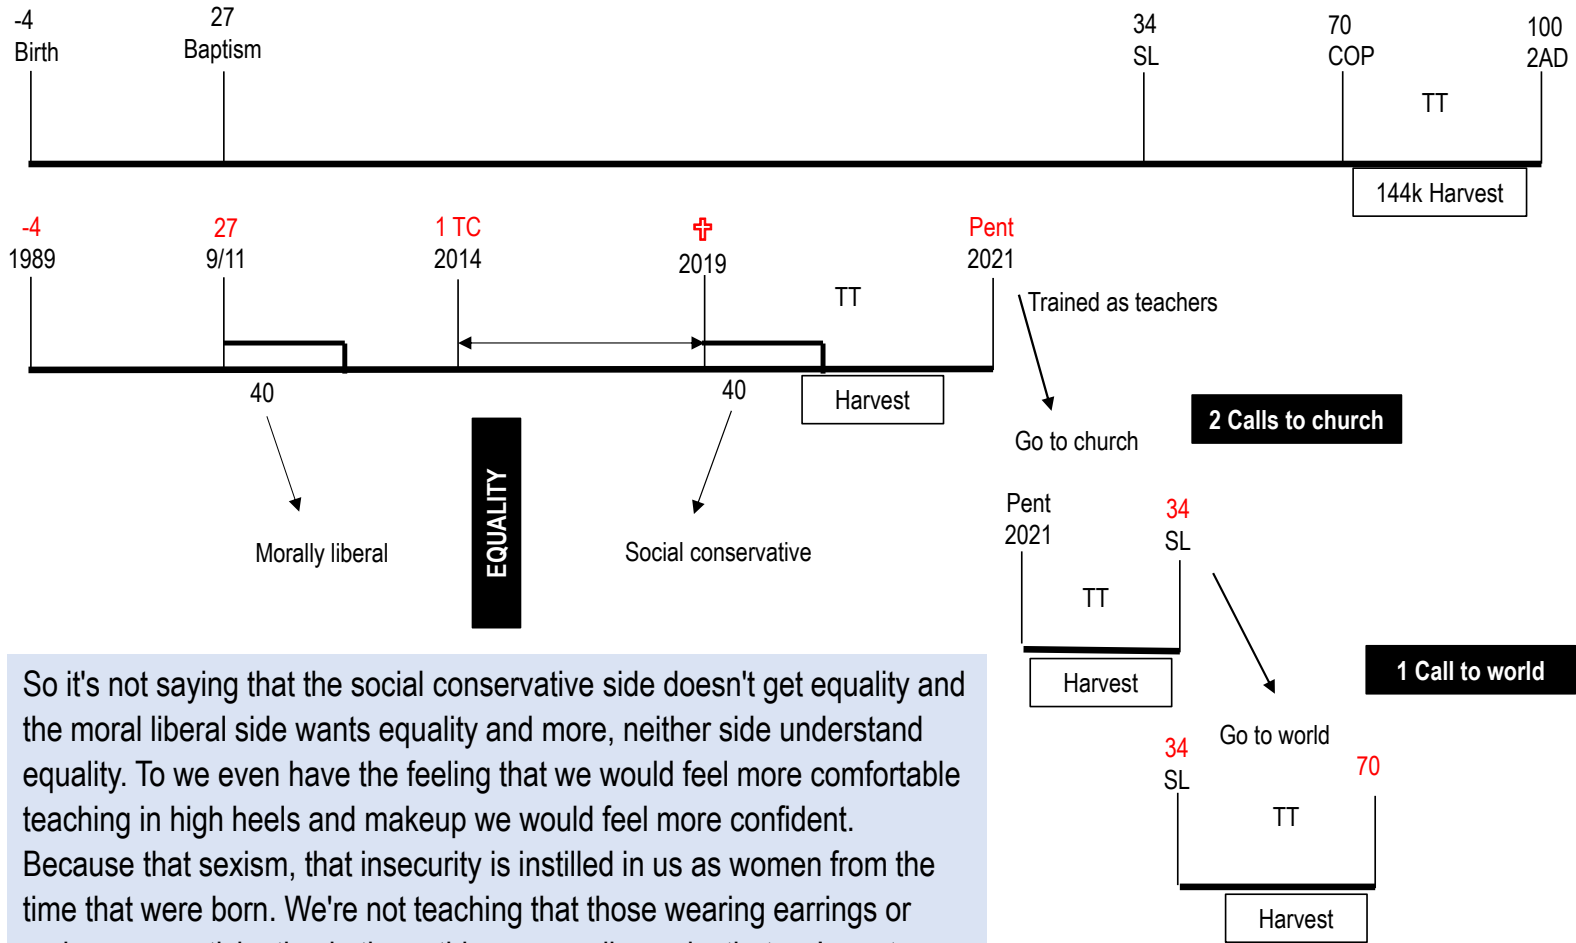 -4
Birth
27
Baptism
34
SL
70
COP
100
2AD
TT
144k Harvest
-4
1989
27
9/11
1 TC
2014
2019
Pent
2021
TT
Trained as teachers
40
40
Harvest
Go to church
2 Calls to church
EQUALITY
Morally liberal
Social conservative
Pent
2021
34
SL
TT
Harvest
1 Call to world
Go to world
34
SL
70
TT
Harvest
So it's not saying that the social conservative side doesn't get equality and
the moral liberal side wants equality and more, neither side understand
equality. To we even have the feeling that we would feel more comfortable
teaching in high heels and makeup we would feel more confident.
Because that sexism, that insecurity is instilled in us as women from the
time that were born. We're not teaching that those wearing earrings or